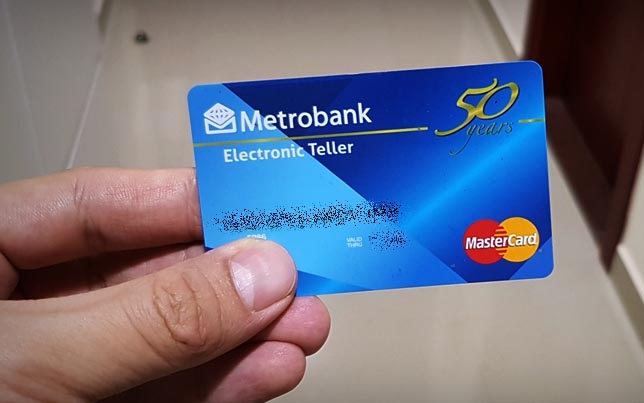 Metrobank
50
years
Electronic Teller
VALID
THRU
MasterCard